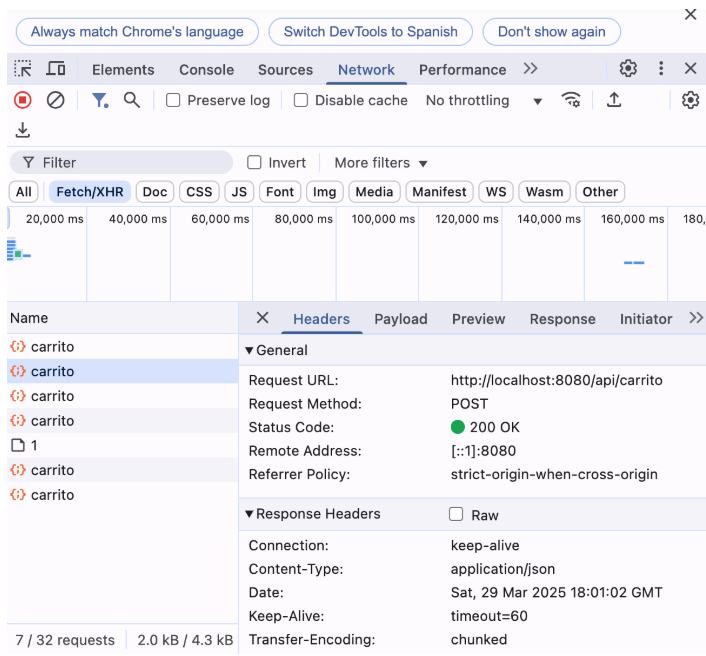 Always match Chrome's language Switch DevTools to Spanish Don't show again
Elements Console Sources Network Performance
Preserve log Disable cache No throttling
Filter Invert More filters
All Fetch/XHR Doc CSS JS Font Img Media Manifest WS Wasm Other
20,000 ms 40,000 ms 60,000 ms 80,000 ms 100,000 ms 120,000 ms 140,000 ms 160,000 ms 180,
Name
carrito
carrito
carrito
carrito
1
carrito
carrito
7 / 32 requests 2.0 kB / 4.3 kB
Headers Payload Preview Response Initiator
General
Request URL: http://localhost:8080/api/carrito
Request Method: POST
Status Code: 200 OK
Remote Address: [::1]:8080
Referrer Policy: strict-origin-when-cross-origin
Response Headers Raw
Connection: keep-alive
Content-Type: application/json
Date: Sat, 29 Mar 2025 18:01:02 GMT
Keep-Alive: timeout=60
Transfer-Encoding: chunked